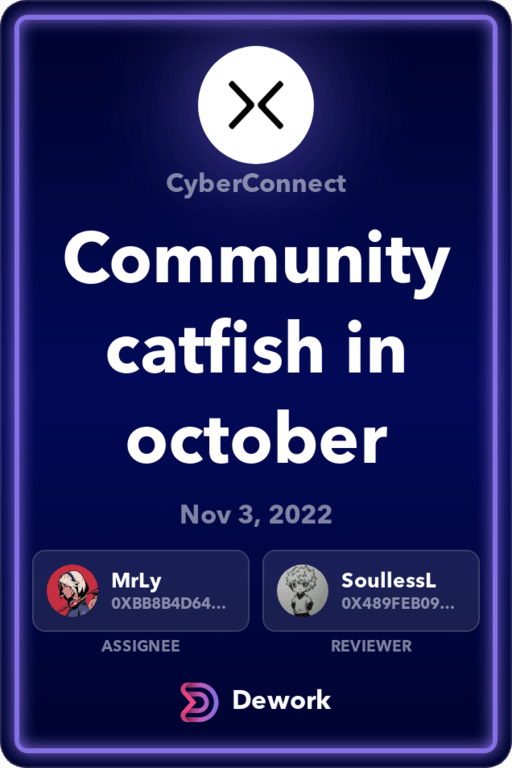 CyberConnect
Community
catfish in
october
Nov 3, 2022
MrLy
0XBB8B4D64...
ASSIGNEE
SoullessL
0X489FEB09...
REVIEWER
Dework